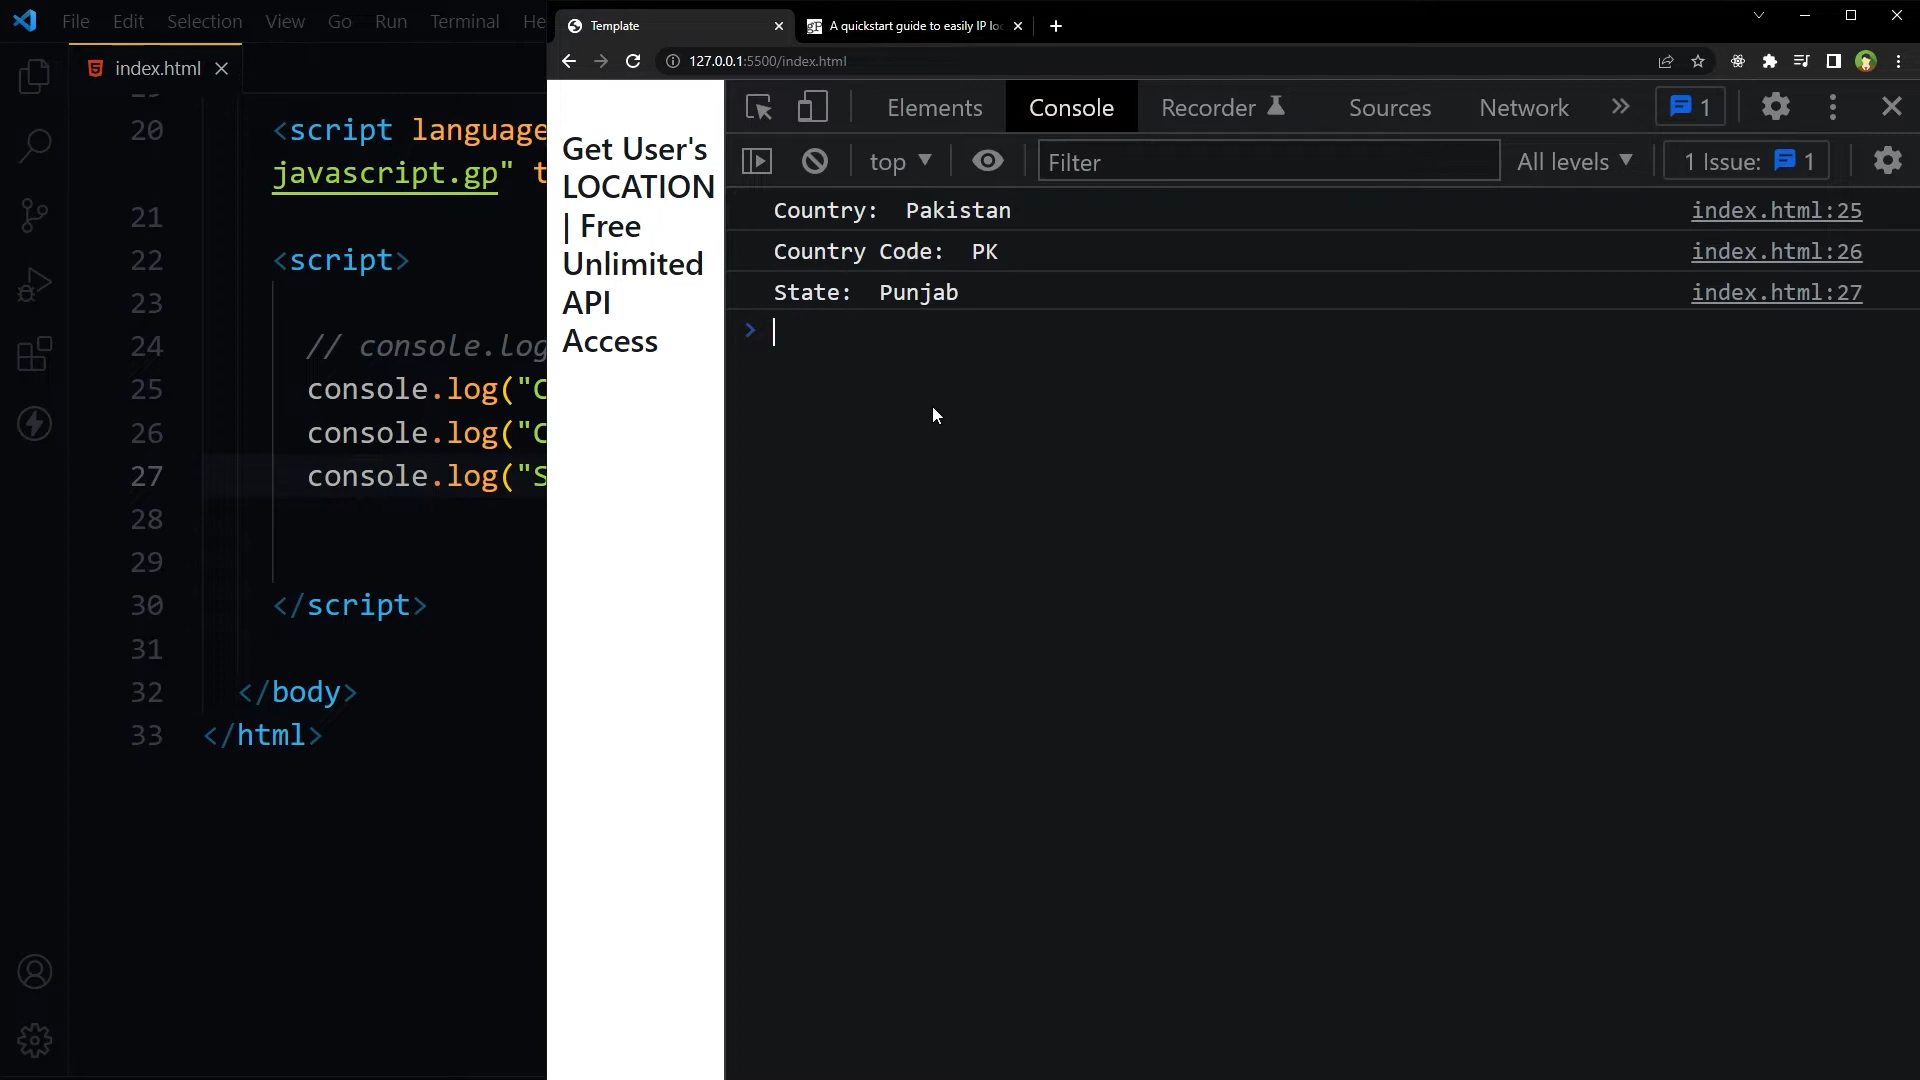 File Edit Selection View Go Run Terminal He
index.html
20 <script language
javascript.gp" t
21
22 <script>
23
24 // console.log
25 console.log("C
26 console.log("C
27 console.log("S
28
29
30 </script>
31
32 </body>
33 </html>
Template
A quickstart guide to easily IP loc
127.0.0.1:5500/index.html
Get User's
LOCATION
| Free
Unlimited
API
Access
Elements Console Recorder Sources Network 1
top Filter All levels 1 Issue: 1
Country: Pakistan index.html:25
Country Code: PK index.html:26
State: Punjab index.html:27